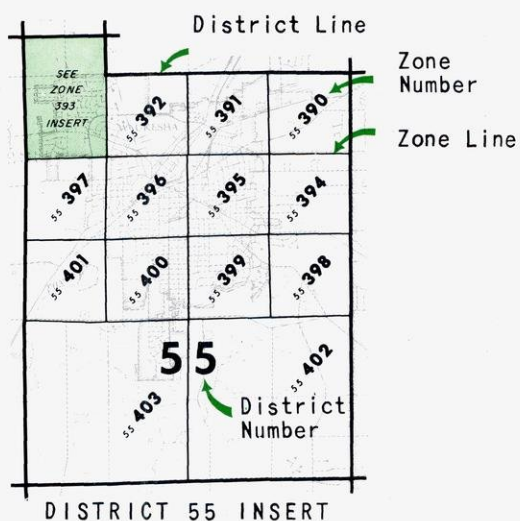 District Line
SEE
ZONE
393
INSERT
55 392
55 391
55 390
Zone
Number
Zone Line
55 397
55 396
55 395
55 394
55 401
55 400
55 399
55 398
55
55 403
55 402
District
Number
DISTRICT 55 INSERT